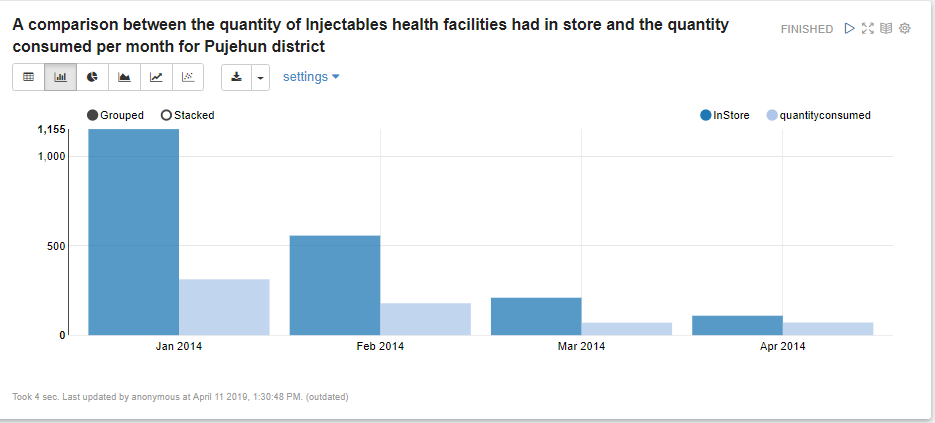 A comparison between the quantity of Injectables health facilities had in store and the quantity
consumed per month for Pujehun district
FINISHED
settings
Grouped Stacked
InStore quantityconsumed
1,155
1,000
500
0
Jan 2014 Feb 2014 Mar 2014 Apr 2014
Took 4 sec. Last updated by anonymous at April 11 2019, 1:30:48 PM. (outdated)